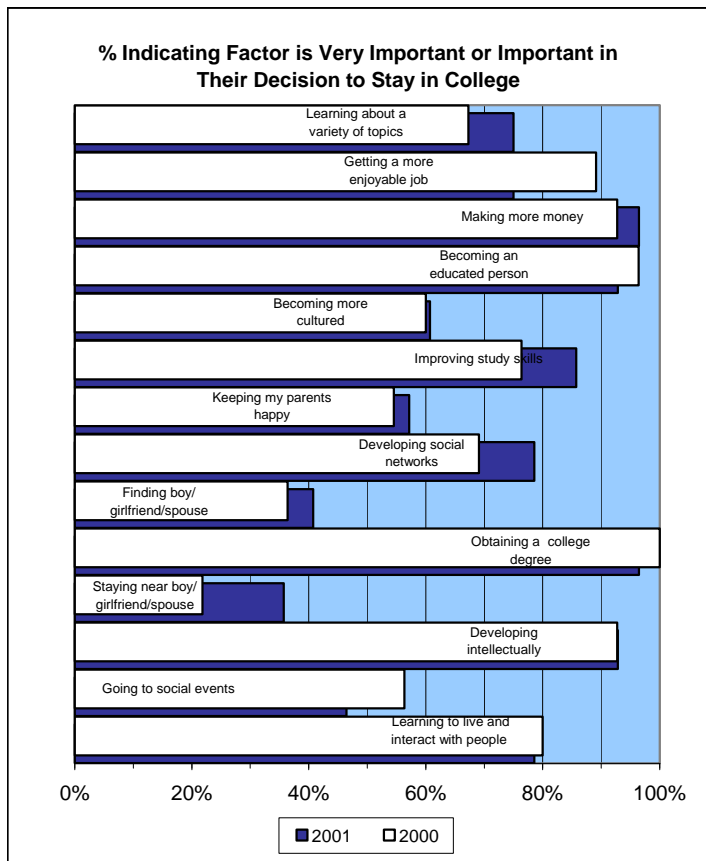 % Indicating Factor is Very Important or Important in
Their Decision to Stay in College
Learning about a
variety of topics
Getting a more
enjoyable job
Making more money
Becoming an
educated person
Becoming more
cultured
Improving study skills
Keeping my parents
happy
Developing social
networks
Finding boy/
girlfriend/spouse
Obtaining a college
degree
Staying near boy/
girlfriend/spouse
Developing
intellectually
Going to social events
Learning to live and
interact with people
0% 20% 40% 60% 80% 100%
2001 2000